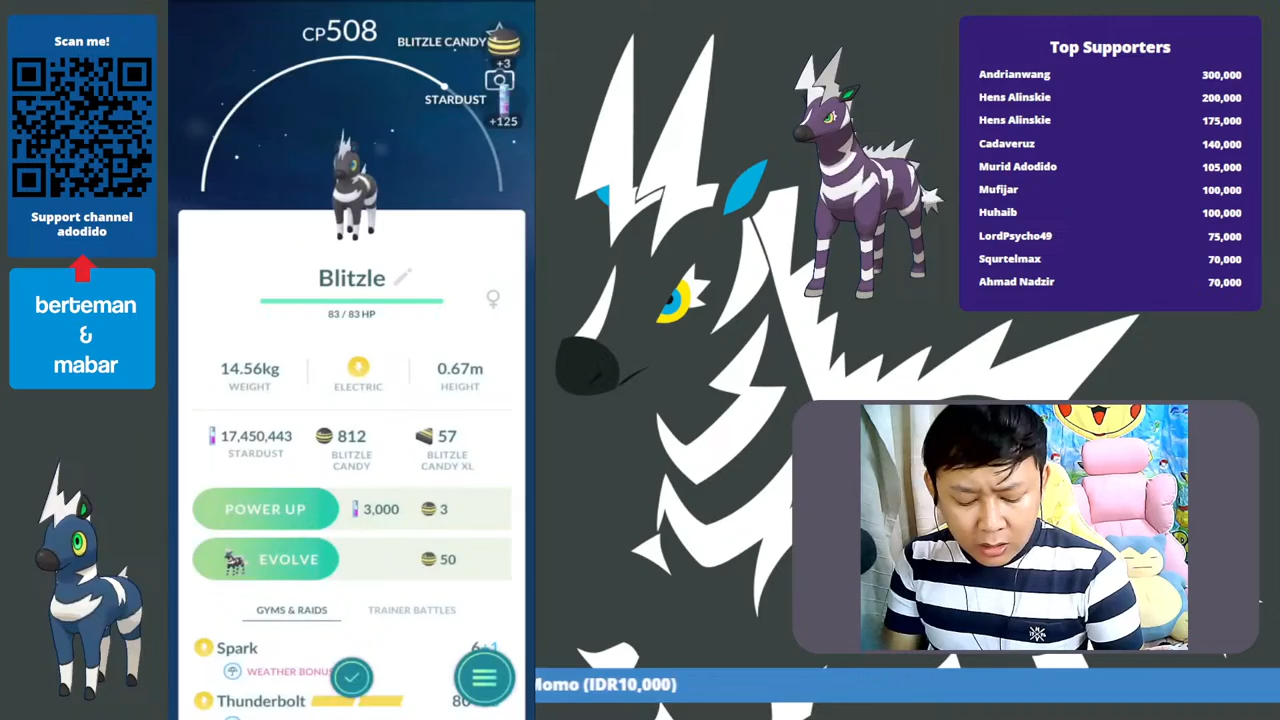 Scan me!
Support channel
adodido
berteman
&
mabar
CP508
BLITZLE CANDY
+3
STARDUST
+125
Blitzle
83 / 83 HP
14.56kg
WEIGHT
ELECTRIC
0.67m
HEIGHT
17,450,443
STARDUST
812
BLITZLE
CANDY
57
BLITZLE
CANDY XL
POWER UP
3,000
3
EVOLVE
50
GYMS & RAIDS
TRAINER BATTLES
Spark
6+1
WEATHER BONUS
Thunderbolt
80
Top Supporters
Andrianwang 300,000
Hens Alinskie 200,000
Hens Alinskie 175,000
Cadaveruz 140,000
Murid Adodido 105,000
Mufijar 100,000
Huhaib 100,000
LordPsycho49 75,000
Squrtelmax 70,000
Ahmad Nadzir 70,000
Momo (IDR10,000)